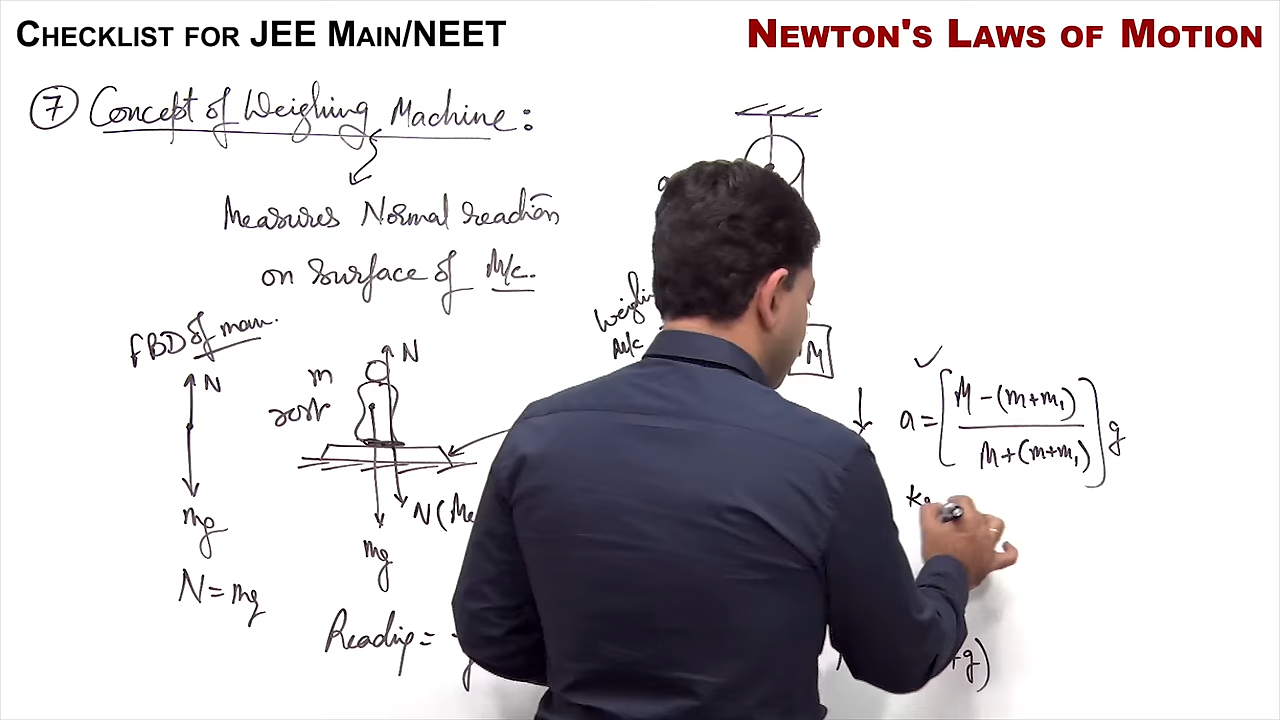 CHECKLIST FOR JEE MAIN/NEET
NEWTON'S LAWS OF MOTION
7 Concept of Weighing Machine:
Measures Normal reaction
on surface of M/c.
FBD of man.
N
mg
N = mg
m
N
mg
N (Me
Reading =
M/c
M
a = [M - (m+m₁) / M + (m+m₁)] g
+g)